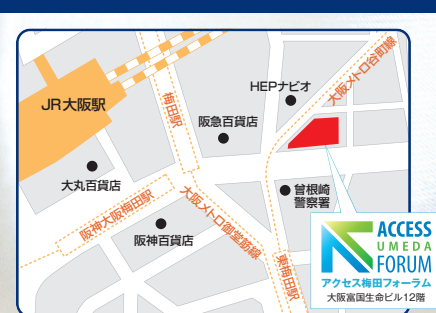 JR大阪駅
梅田駅
HEPナビオ
大阪メトロ谷町線
阪急百貨店
大丸百貨店
阪神大阪梅田駅
阪神百貨店
大阪メトロ御堂筋線
東梅田駅
曾根崎
警察署
ACCESS
UMEDA
FORUM
アクセス梅田フォーラム
大阪富国生命ビル12階